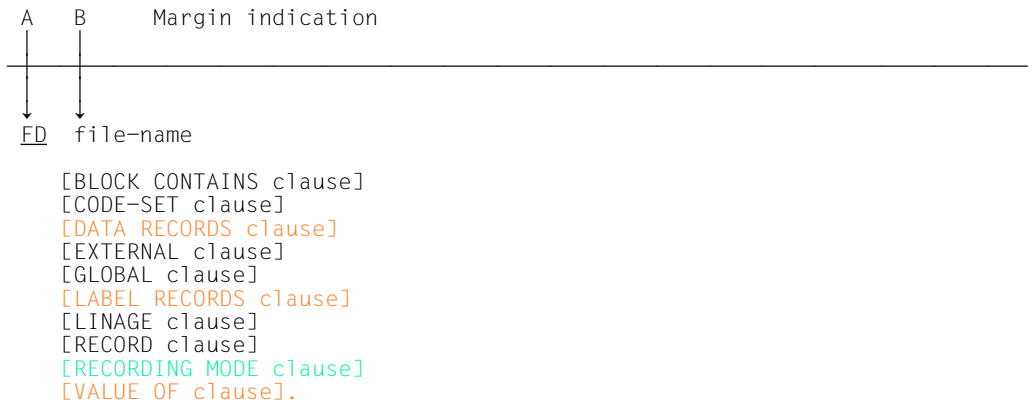 A B Margin indication
FD file-name
[BLOCK CONTAINS clause]
[CODE-SET clause]
[DATA RECORDS clause]
[EXTERNAL clause]
[GLOBAL clause]
[LABEL RECORDS clause]
[LINAGE clause]
[RECORD clause]
[RECORDING MODE clause]
[VALUE OF clause].